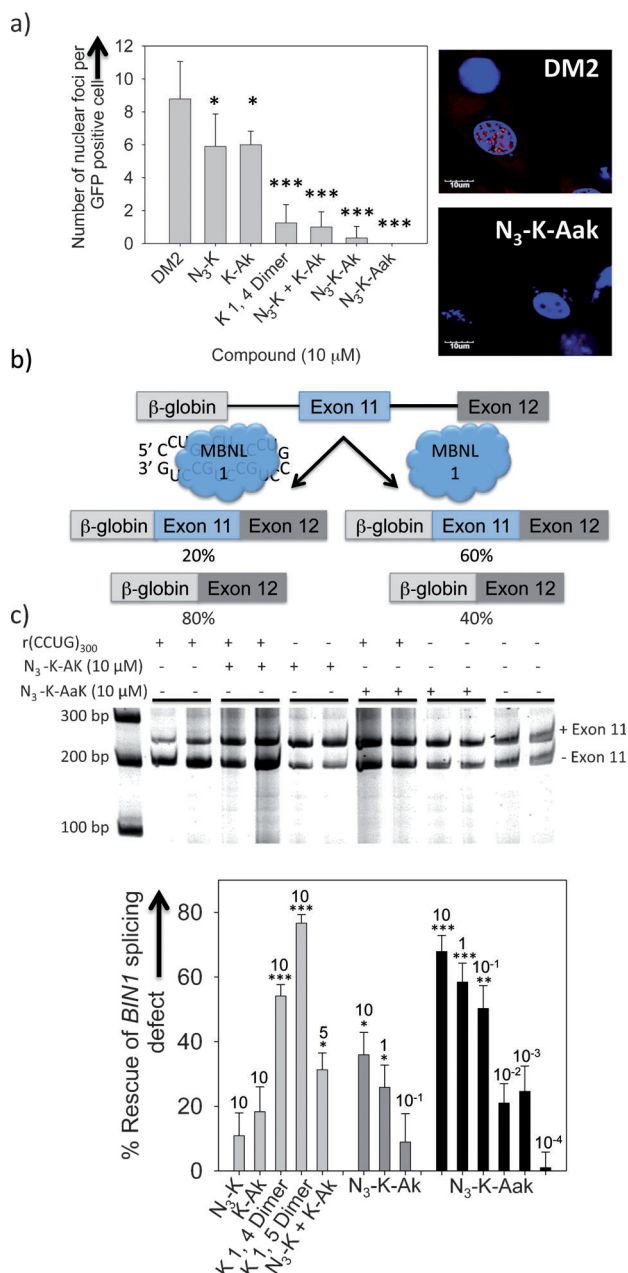 a)
12
10
8
6
4
2
0
Number of nuclear foci per
GFP positive cell
*
*
***
***
***
***
DM2
N₃-K
K-Ak
K 1, 4 Dimer
N₃-K + K-Ak
N₃-K-Ak
N₃-K-Aak
Compound (10 μM)
DM2
10um
N₃-K-Aak
10um
b)
β-globin
Exon 11
Exon 12
5' C CU G CU CCU G
3' G UC CG UC CG UC C
MBNL
1
MBNL
1
β-globin Exon 11 Exon 12
β-globin Exon 11 Exon 12
20%
60%
β-globin Exon 12
β-globin Exon 12
80%
40%
c)
r(CCUG)₃₀₀ + + + + - - + + - - - -
N₃-K-AK (10 μM) - - + + + + - - - - - -
N₃-K-AaK (10 μM) - - - - - - + + + + - -
300 bp
200 bp
100 bp
+ Exon 11
- Exon 11
% Rescue of BIN1 splicing
defect
80
60
40
20
0
10
10
10
***
10
***
5
*
10
*
1
*
10⁻¹
10
***
1
***
10⁻¹
**
10⁻²
10⁻³
10⁻⁴
N₃-K
K-Ak
K 1, 4 Dimer
K 1, 5 Dimer
N₃-K + K-Ak
N₃-K-Ak
N₃-K-Aak